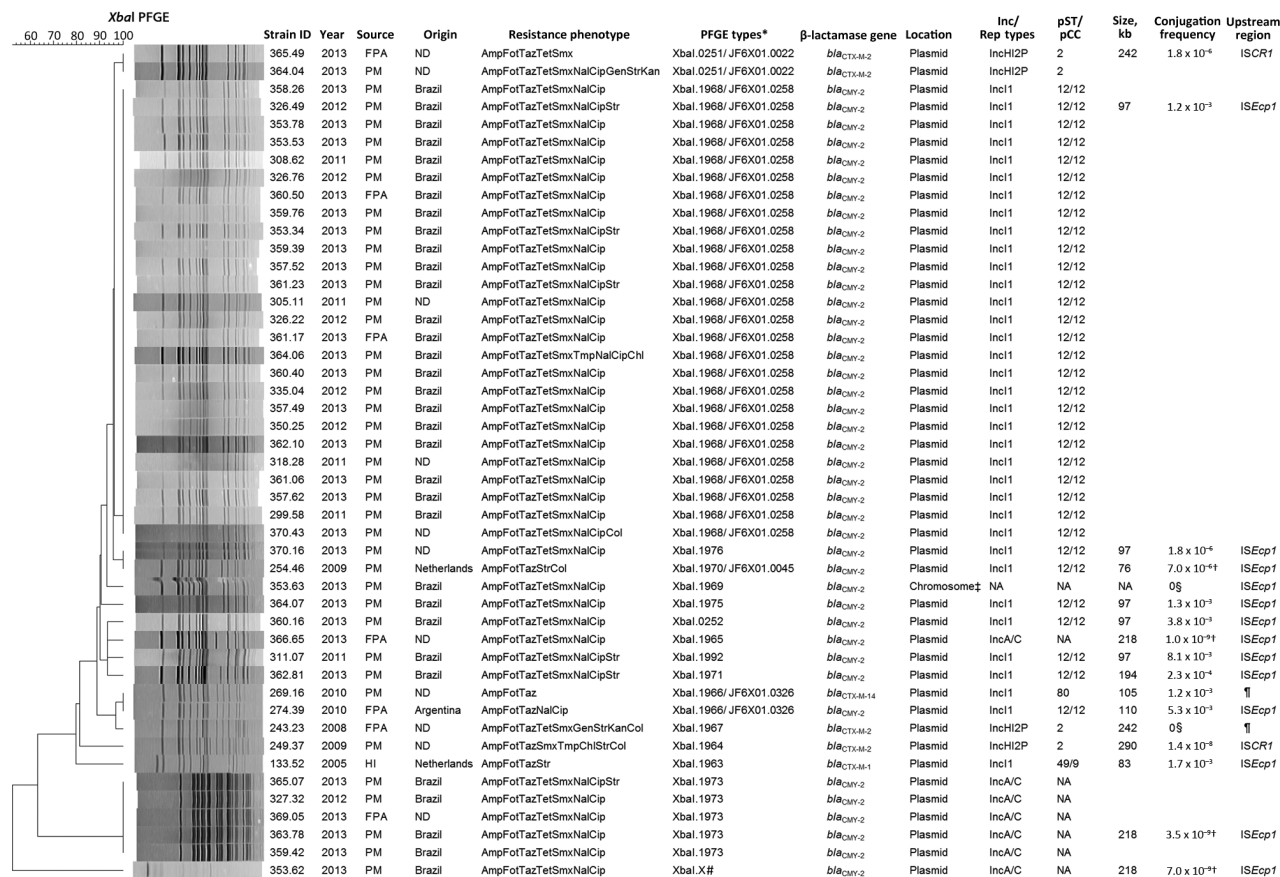 XbaI PFGE
60 70 80 90 100 Strain ID Year Source Origin Resistance phenotype PFGE types* β-lactamase gene Location Inc/ Rep types pST/ pCC Size, kb Conjugation frequency Upstream region
365.49 2013 FPA ND AmpFotTazTetSmx XbaI.0251/JF6X01.0022 blaCTX-M-2 Plasmid IncHI2P 2 242 1.8 x 10⁻⁶ ISCR1
364.04 2013 PM ND AmpFotTazTetSmxNalCipGenStrKan XbaI.0251/JF6X01.0022 blaCTX-M-2 Plasmid IncHI2P 2
358.26 2013 PM Brazil AmpFotTazTetSmxNalCip XbaI.1968/JF6X01.0258 blaCMY-2 Plasmid IncI1 12/12
326.49 2012 PM Brazil AmpFotTazTetSmxNalCipStr XbaI.1968/JF6X01.0258 blaCMY-2 Plasmid IncI1 12/12 97 1.2 x 10⁻³ ISEcp1
353.78 2013 PM Brazil AmpFotTazTetSmxNalCip XbaI.1968/JF6X01.0258 blaCMY-2 Plasmid IncI1 12/12
353.53 2013 PM Brazil AmpFotTazTetSmxNalCip XbaI.1968/JF6X01.0258 blaCMY-2 Plasmid IncI1 12/12
308.62 2011 PM Brazil AmpFotTazTetSmxNalCip XbaI.1968/JF6X01.0258 blaCMY-2 Plasmid IncI1 12/12
326.76 2012 PM Brazil AmpFotTazTetSmxNalCip XbaI.1968/JF6X01.0258 blaCMY-2 Plasmid IncI1 12/12
360.50 2013 FPA Brazil AmpFotTazTetSmxNalCip XbaI.1968/JF6X01.0258 blaCMY-2 Plasmid IncI1 12/12
359.76 2013 PM Brazil AmpFotTazTetSmxNalCip XbaI.1968/JF6X01.0258 blaCMY-2 Plasmid IncI1 12/12
353.34 2013 PM Brazil AmpFotTazTetSmxNalCipStr XbaI.1968/JF6X01.0258 blaCMY-2 Plasmid IncI1 12/12
359.39 2013 PM Brazil AmpFotTazTetSmxNalCip XbaI.1968/JF6X01.0258 blaCMY-2 Plasmid IncI1 12/12
357.52 2013 PM Brazil AmpFotTazTetSmxNalCip XbaI.1968/JF6X01.0258 blaCMY-2 Plasmid IncI1 12/12
361.23 2013 PM Brazil AmpFotTazTetSmxNalCipStr XbaI.1968/JF6X01.0258 blaCMY-2 Plasmid IncI1 12/12
305.11 2011 PM ND AmpFotTazTetSmxNalCip XbaI.1968/JF6X01.0258 blaCMY-2 Plasmid IncI1 12/12
326.22 2012 PM Brazil AmpFotTazTetSmxNalCip XbaI.1968/JF6X01.0258 blaCMY-2 Plasmid IncI1 12/12
361.17 2013 FPA Brazil AmpFotTazTetSmxNalCip XbaI.1968/JF6X01.0258 blaCMY-2 Plasmid IncI1 12/12
364.06 2013 PM Brazil AmpFotTazTetSmxTmpNalCipChl XbaI.1968/JF6X01.0258 blaCMY-2 Plasmid IncI1 12/12
360.40 2013 PM Brazil AmpFotTazTetSmxNalCip XbaI.1968/JF6X01.0258 blaCMY-2 Plasmid IncI1 12/12
335.04 2012 PM Brazil AmpFotTazTetSmxNalCip XbaI.1968/JF6X01.0258 blaCMY-2 Plasmid IncI1 12/12
357.49 2013 PM Brazil AmpFotTazTetSmxNalCip XbaI.1968/JF6X01.0258 blaCMY-2 Plasmid IncI1 12/12
350.25 2012 PM Brazil AmpFotTazTetSmxNalCip XbaI.1968/JF6X01.0258 blaCMY-2 Plasmid IncI1 12/12
362.10 2013 PM Brazil AmpFotTazTetSmxNalCip XbaI.1968/JF6X01.0258 blaCMY-2 Plasmid IncI1 12/12
318.28 2011 PM ND AmpFotTazTetSmxNalCip XbaI.1968/JF6X01.0258 blaCMY-2 Plasmid IncI1 12/12
361.06 2013 PM Brazil AmpFotTazTetSmxNalCip XbaI.1968/JF6X01.0258 blaCMY-2 Plasmid IncI1 12/12
357.62 2013 PM Brazil AmpFotTazTetSmxNalCip XbaI.1968/JF6X01.0258 blaCMY-2 Plasmid IncI1 12/12
299.58 2011 PM Brazil AmpFotTazTetSmxNalCip XbaI.1968/JF6X01.0258 blaCMY-2 Plasmid IncI1 12/12
370.43 2013 PM ND AmpFotTazTetSmxNalCipCol XbaI.1968/JF6X01.0258 blaCMY-2 Plasmid IncI1 12/12
370.16 2013 PM ND AmpFotTazTetSmxNalCip XbaI.1976 blaCMY-2 Plasmid IncI1 12/12 97 1.8 x 10⁻⁶ ISEcp1
254.46 2009 PM Netherlands AmpFotTazStrCol XbaI.1970/JF6X01.0045 blaCMY-2 Plasmid IncI1 12/12 76 7.0 x 10⁻⁶† ISEcp1
353.63 2013 PM Brazil AmpFotTazTetSmxNalCip XbaI.1969 blaCMY-2 Chromosome‡ NA NA NA 0§ ISEcp1
364.07 2013 PM Brazil AmpFotTazTetSmxNalCip XbaI.1975 blaCMY-2 Plasmid IncI1 12/12 97 1.3 x 10⁻³ ISEcp1
360.16 2013 PM Brazil AmpFotTazTetSmxNalCip XbaI.0252 blaCMY-2 Plasmid IncI1 12/12 97 3.8 x 10⁻³ ISEcp1
366.65 2013 FPA ND AmpFotTazTetSmxNalCip XbaI.1965 blaCMY-2 Plasmid IncA/C NA 218 1.0 x 10⁻⁹† ISEcp1
311.07 2011 PM Brazil AmpFotTazTetSmxNalCipStr XbaI.1992 blaCMY-2 Plasmid IncI1 12/12 97 8.1 x 10⁻³ ISEcp1
362.81 2013 PM Brazil AmpFotTazTetSmxNalCipStr XbaI.1971 blaCMY-2 Plasmid IncI1 12/12 194 2.3 x 10⁻⁴ ISEcp1
269.16 2010 PM ND AmpFotTaz XbaI.1966/JF6X01.0326 blaCTX-M-14 Plasmid IncI1 80 105 1.2 x 10⁻³ ¶
274.39 2010 FPA Argentina AmpFotTazNalCip XbaI.1966/JF6X01.0326 blaCMY-2 Plasmid IncI1 12/12 110 5.3 x 10⁻³ ISEcp1
243.23 2008 FPA ND AmpFotTazTetSmxGenStrKanCol XbaI.1967 blaCTX-M-2 Plasmid IncHI2P 2 242 0§ ¶
249.37 2009 PM ND AmpFotTazSmxTmpChlStrCol XbaI.1964 blaCTX-M-2 Plasmid IncHI2P 2 290 1.4 x 10⁻⁸ ISCR1
133.52 2005 HI Netherlands AmpFotTazStr XbaI.1963 blaCTX-M-1 Plasmid IncI1 49/9 83 1.7 x 10⁻³ ISEcp1
365.07 2013 PM Brazil AmpFotTazTetSmxNalCipStr XbaI.1973 blaCMY-2 Plasmid IncA/C NA
327.32 2012 PM Brazil AmpFotTazTetSmxNalCip XbaI.1973 blaCMY-2 Plasmid IncA/C NA
369.05 2013 FPA ND AmpFotTazTetSmxNalCip XbaI.1973 blaCMY-2 Plasmid IncA/C NA
363.78 2013 PM Brazil AmpFotTazTetSmxNalCip XbaI.1973 blaCMY-2 Plasmid IncA/C NA 218 3.5 x 10⁻⁹† ISEcp1
359.42 2013 PM Brazil AmpFotTazTetSmxNalCip XbaI.1973 blaCMY-2 Plasmid IncA/C NA
353.62 2013 PM Brazil AmpFotTazTetSmxNalCip XbaI.X# blaCMY-2 Plasmid IncA/C NA 218 7.0 x 10⁻⁹† ISEcp1